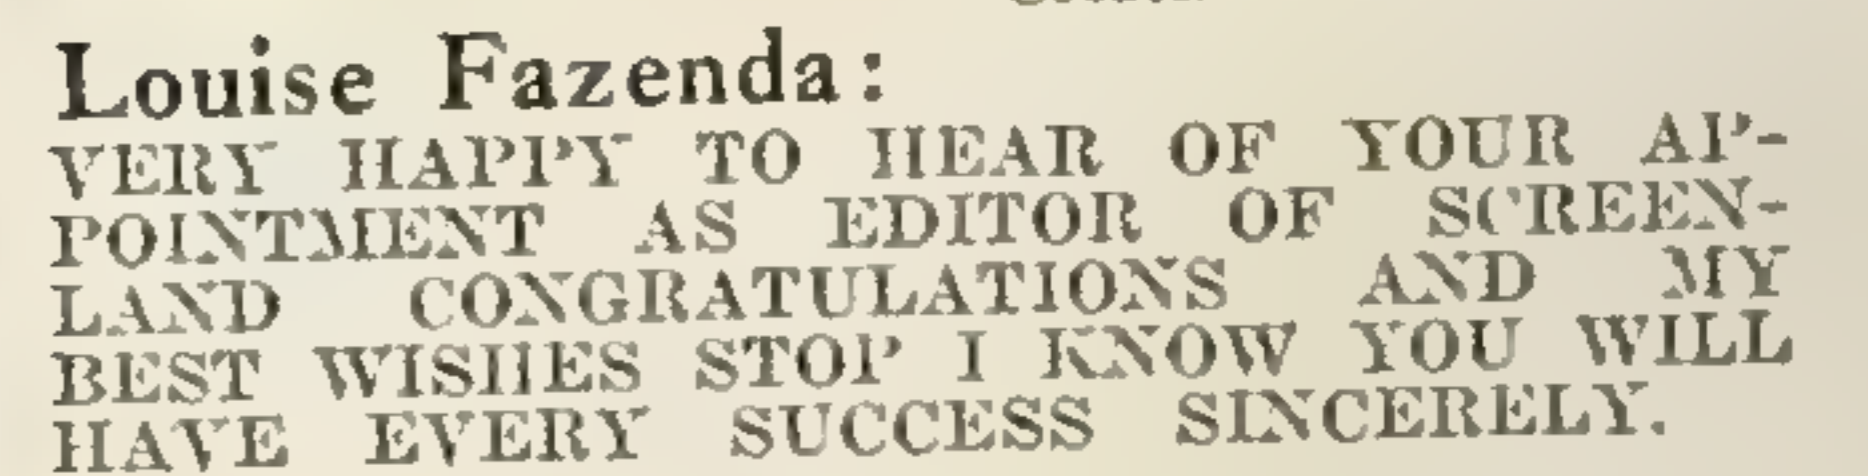 Louise Fazenda:
VERY HAPPY TO HEAR OF YOUR AP-
POINTMENT AS EDITOR OF SCREEN-
LAND CONGRATULATIONS AND MY
BEST WISHES STOP I KNOW YOU WILL
HAVE EVERY SUCCESS SINCERELY.